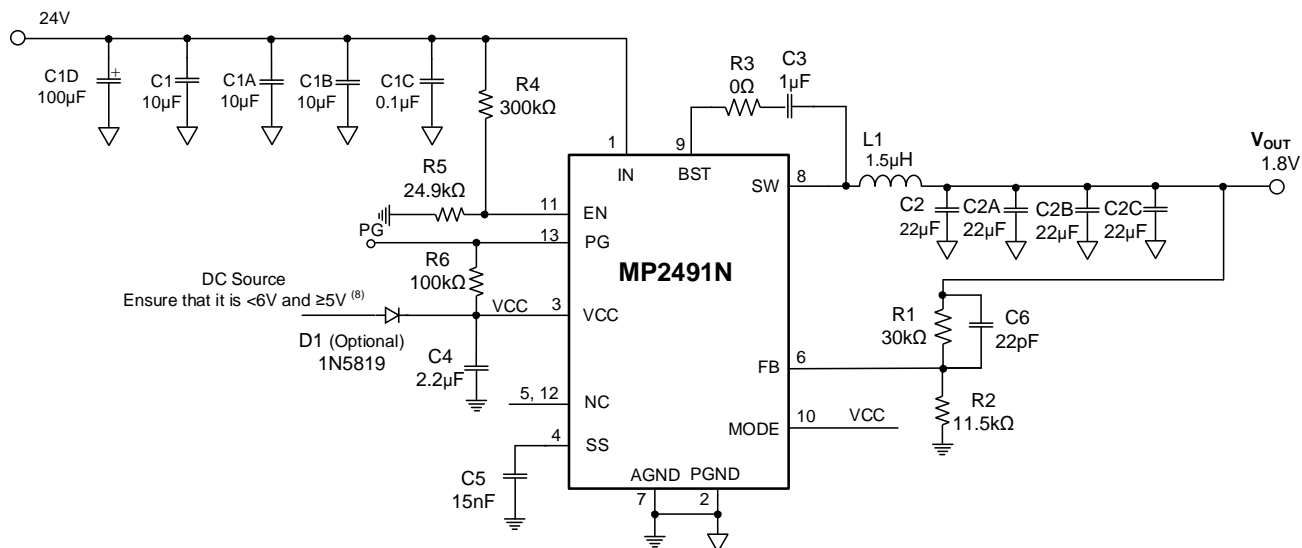 24V
C1D
100µF
+
C1
10µF
C1A
10µF
C1B
10µF
C1C
0.1µF
R4
300kΩ
R3
0Ω
C3
1µF
1
9
IN
BST
SW
8
L1
1.5µH
VOUT
1.8V
C2
22µF
C2A
22µF
C2B
22µF
C2C
22µF
R5
24.9kΩ
11
EN
PG
13
PG
R6
100kΩ
MP2491N
DC Source
Ensure that it is <6V and ≥5V (8)
VCC
3
VCC
D1 (Optional)
1N5819
C4
2.2µF
R1
30kΩ
C6
22pF
FB
6
5, 12
NC
R2
11.5kΩ
MODE
10
VCC
4
SS
C5
15nF
AGND
PGND
7
2